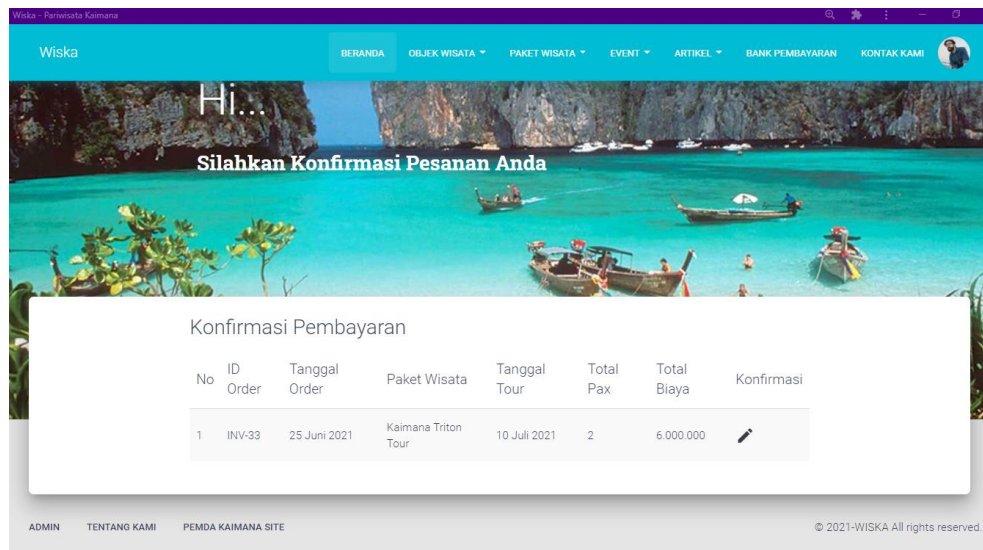 Wiska - Pariwisata Kaimana
Wiska
BERANDA OBJEK WISATA PAKET WISATA EVENT ARTIKEL BANK PEMBAYARAN KONTAK KAMI
Hi...
Silahkan Konfirmasi Pesanan Anda
Konfirmasi Pembayaran
No ID Order Tanggal Order Paket Wisata Tanggal Tour Total Pax Total Biaya Konfirmasi
1 INV-33 25 Juni 2021 Kaimana Triton Tour 10 Juli 2021 2 6.000.000
ADMIN TENTANG KAMI PEMDA KAIMANA SITE © 2021-WISKA All rights reserved.